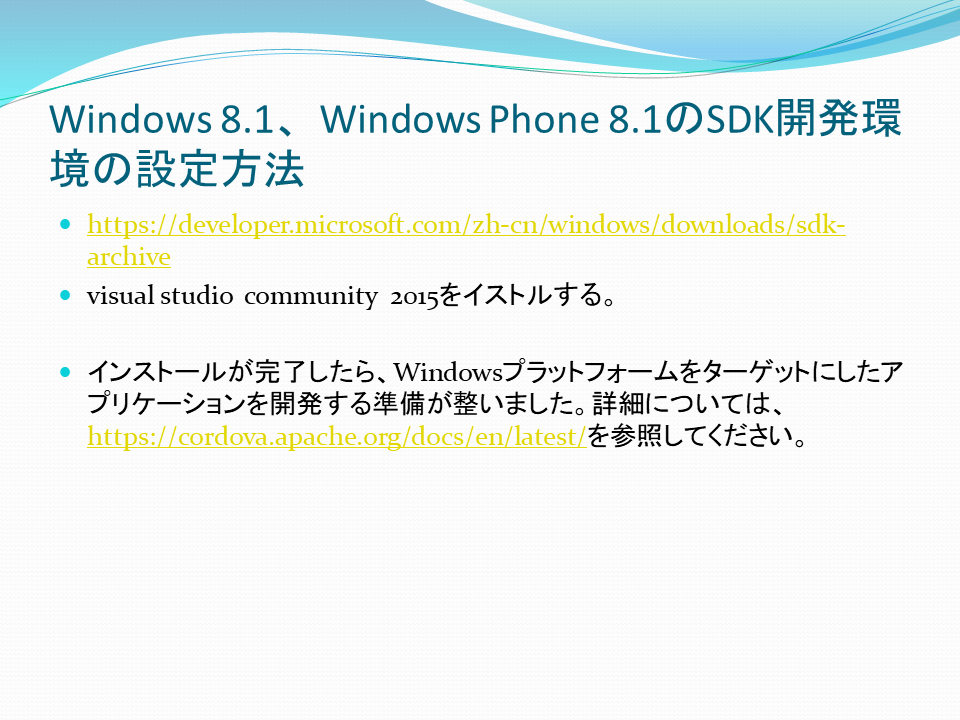 Windows 8.1、Windows Phone 8.1のSDK開発環
境の設定方法
https://developer.microsoft.com/zh-cn/windows/downloads/sdk-
archive
visual studio community 2015をイストルする。
インストールが完了したら、Windowsプラットフォームをターゲットにしたア
プリケーションを開発する準備が整いました。詳細については、
https://cordova.apache.org/docs/en/latest/を参照してください。